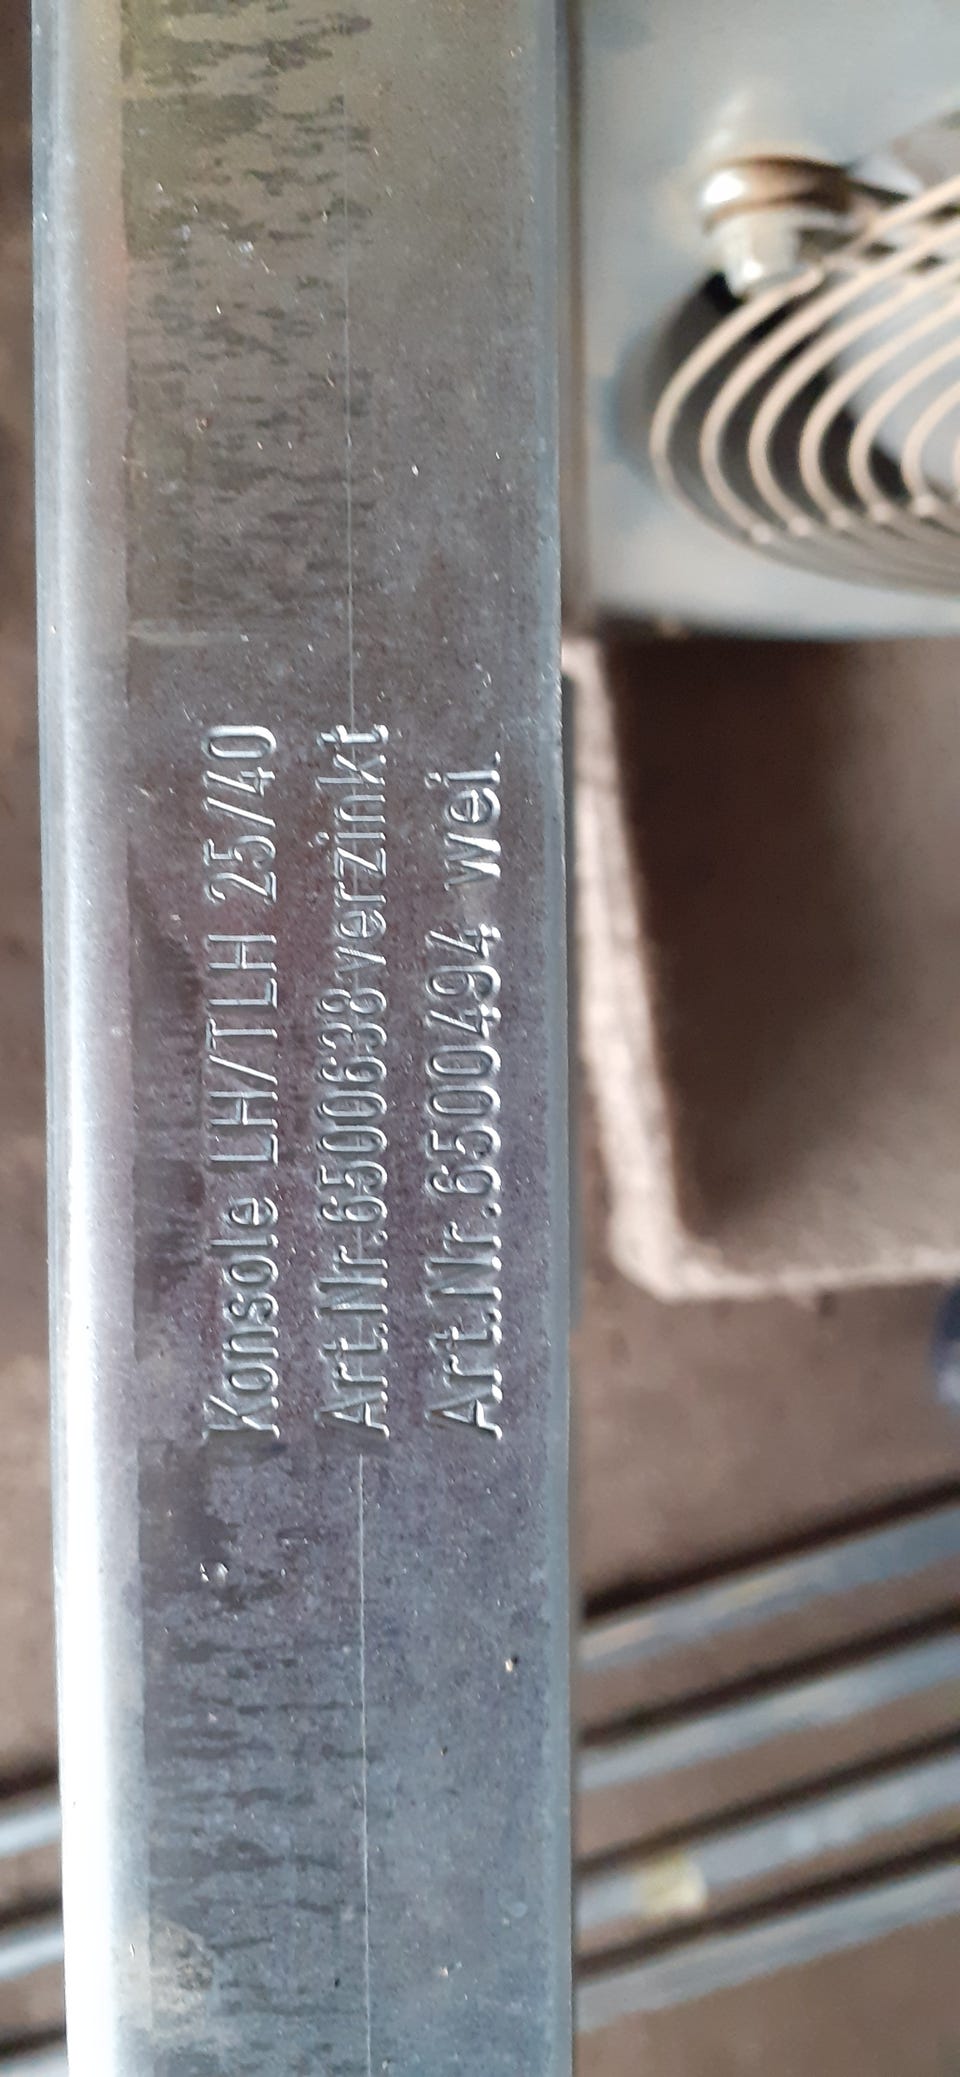 Konsole LH/TLH 25/40
Art.Nr.6500638 verzinkt
Art.Nr.6500494 wei.